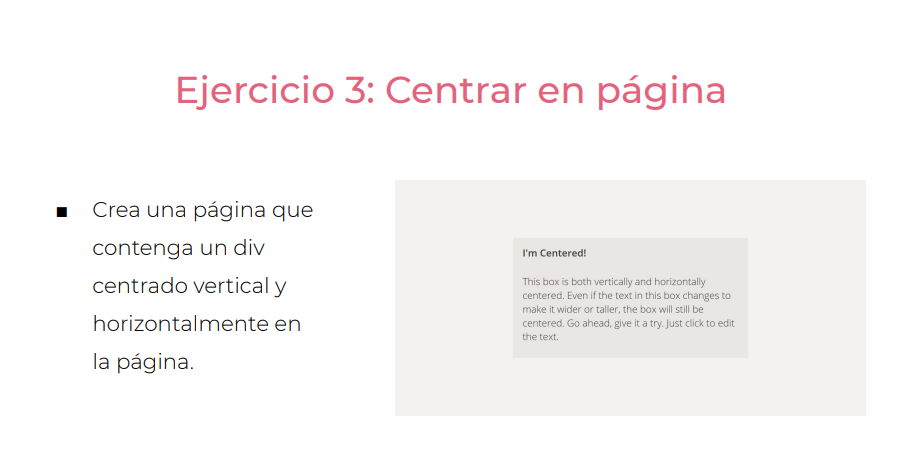 Ejercicio 3: Centrar en página
▪ Crea una página que
contenga un div
centrado vertical y
horizontalmente en
la página.
I'm Centered!
This box is both vertically and horizontally
centered. Even if the text in this box changes to
make it wider or taller, the box will still be
centered. Go ahead, give it a try. Just click to edit
the text.